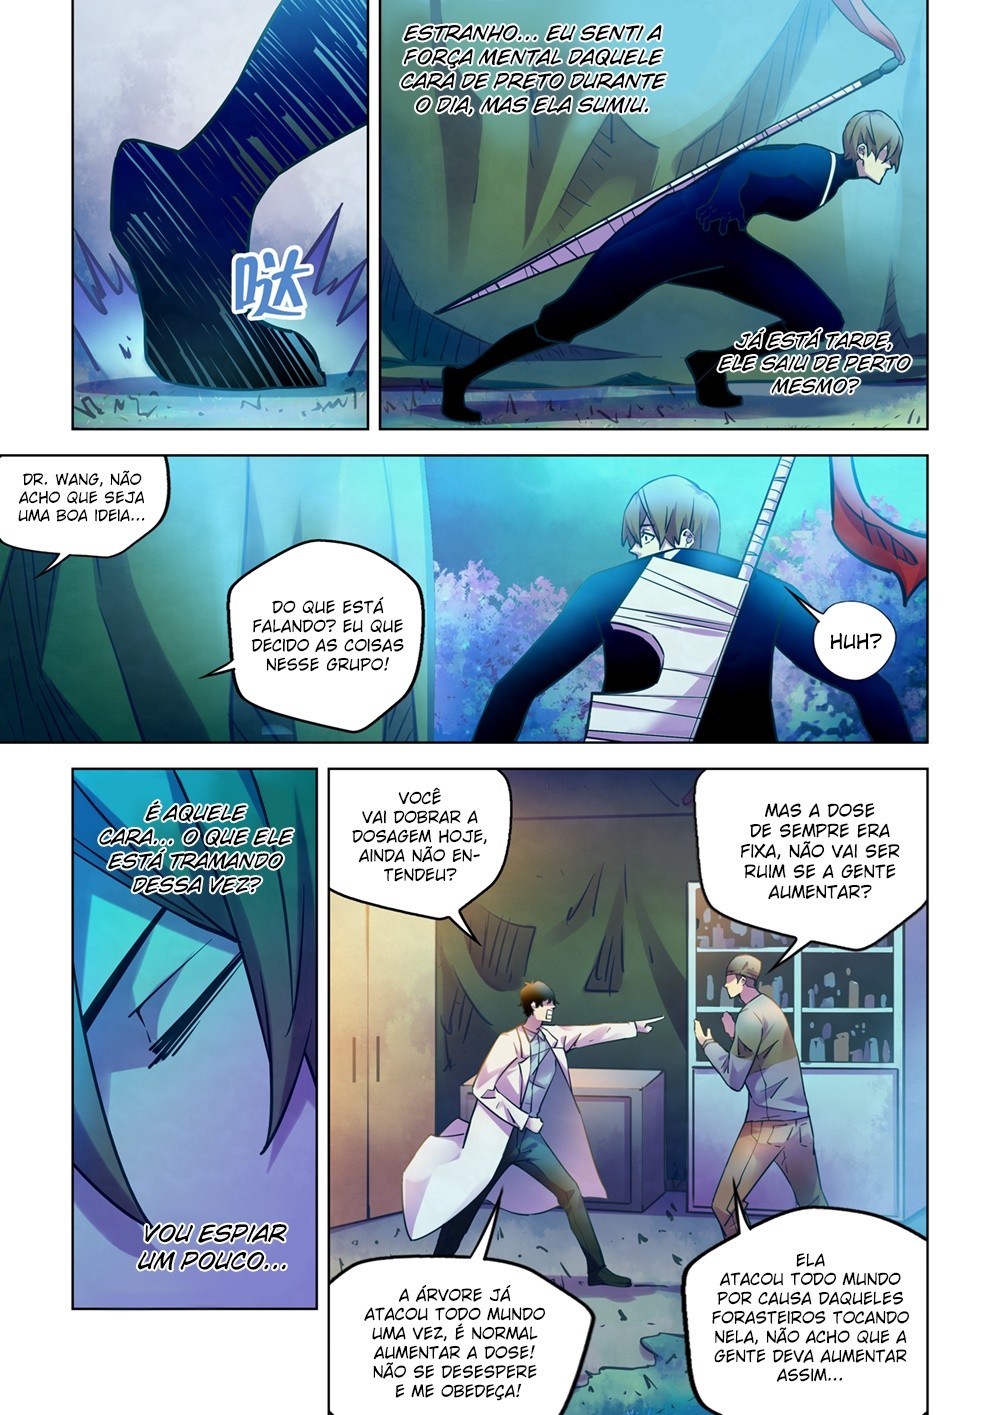 哒
ESTRANHO... EU SENTI A
FORÇA MENTAL DAQUELE
CARA DE PRETO DURANTE
O DIA, MAS ELA SUMIU.
JÁ ESTÁ TARDE,
ELE SAIU DE PERTO
MESMO?
DR. WANG, NÃO
ACHO QUE SEJA
UMA BOA IDEIA...
DO QUE ESTÁ
FALANDO? EU QUE
DECIDO AS COISAS
NESSE GRUPO!
HUH?
É AQUELE
CARA... O QUE ELE
ESTÁ TRAMANDO
DESSA VEZ?
VOU ESPIAR
UM POUCO...
VOCÊ
VAI DOBRAR A
DOSAGEM HOJE,
AINDA NÃO EN-
TENDEU?
MAS A DOSE
DE SEMPRE ERA
FIXA, NÃO VAI SER
RUIM SE A GENTE
AUMENTAR?
A ÁRVORE JÁ
ATACOU TODO MUNDO
UMA VEZ, É NORMAL
AUMENTAR A DOSE!
NÃO SE DESESPERE
E ME OBEDEÇA!
ELA
ATACOU TODO MUNDO
POR CAUSA DAQUELES
FORASTEIROS TOCANDO
NELA, NÃO ACHO QUE A
GENTE DEVA AUMENTAR
ASSIM...